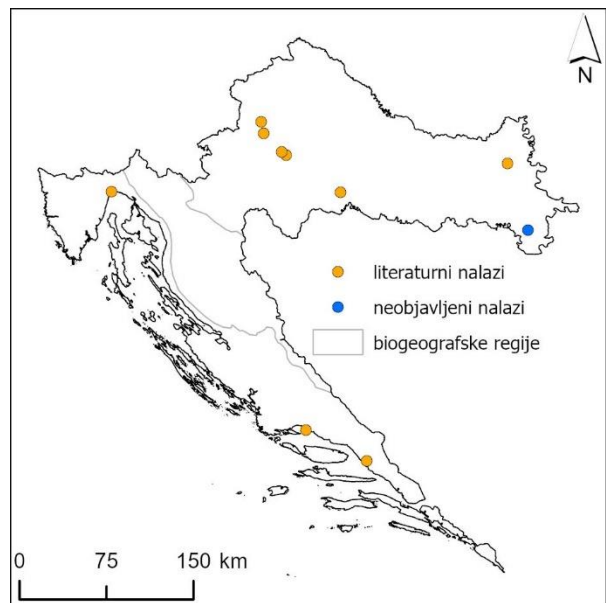 N
literaturni nalazi
neobjavljeni nalazi
biogeografske regije
0 75 150 km